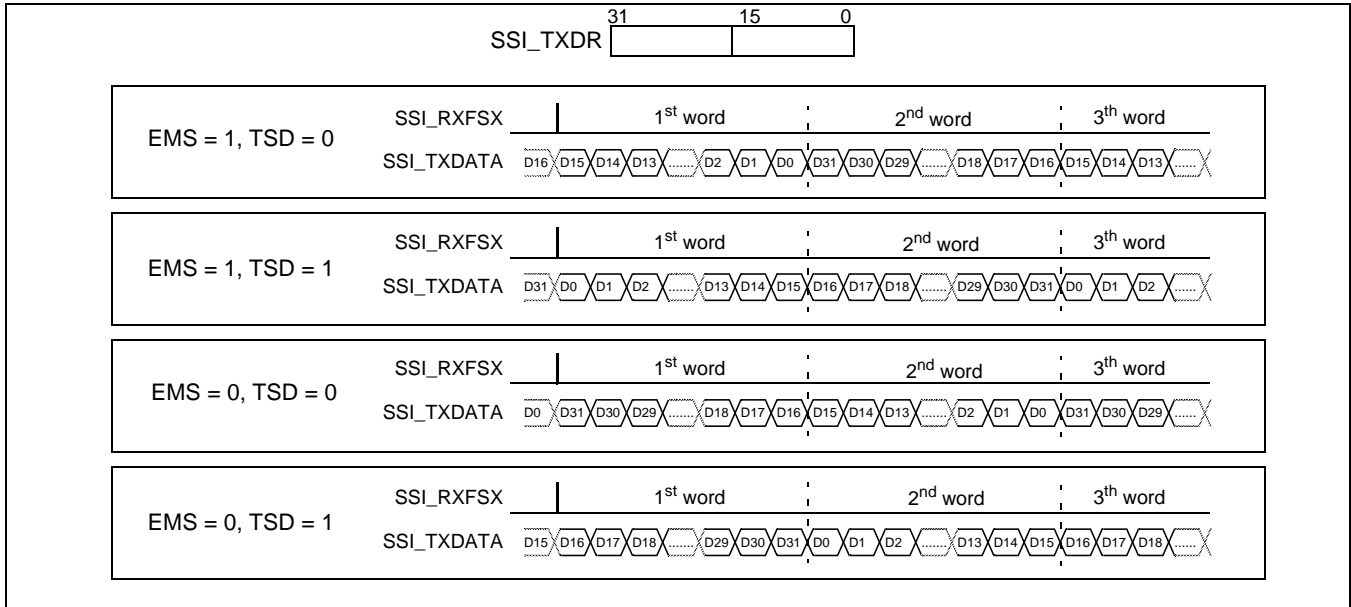 31 15 0
SSI_TXDR
EMS = 1, TSD = 0
SSI_RXFSX 1st word 2nd word 3th word
SSI_TXDATA D16 D15 D14 D13 ....... D2 D1 D0 D31 D30 D29 ....... D18 D17 D16 D15 D14 D13 ......
EMS = 1, TSD = 1
SSI_RXFSX 1st word 2nd word 3th word
SSI_TXDATA D31 D0 D1 D2 ....... D13 D14 D15 D16 D17 D18 ....... D29 D30 D31 D0 D1 D2 ......
EMS = 0, TSD = 0
SSI_RXFSX 1st word 2nd word 3th word
SSI_TXDATA D0 D31 D30 D29 ....... D18 D17 D16 D15 D14 D13 ....... D2 D1 D0 D31 D30 D29 ......
EMS = 0, TSD = 1
SSI_RXFSX 1st word 2nd word 3th word
SSI_TXDATA D15 D16 D17 D18 ....... D29 D30 D31 D0 D1 D2 ....... D13 D14 D15 D16 D17 D18 ......